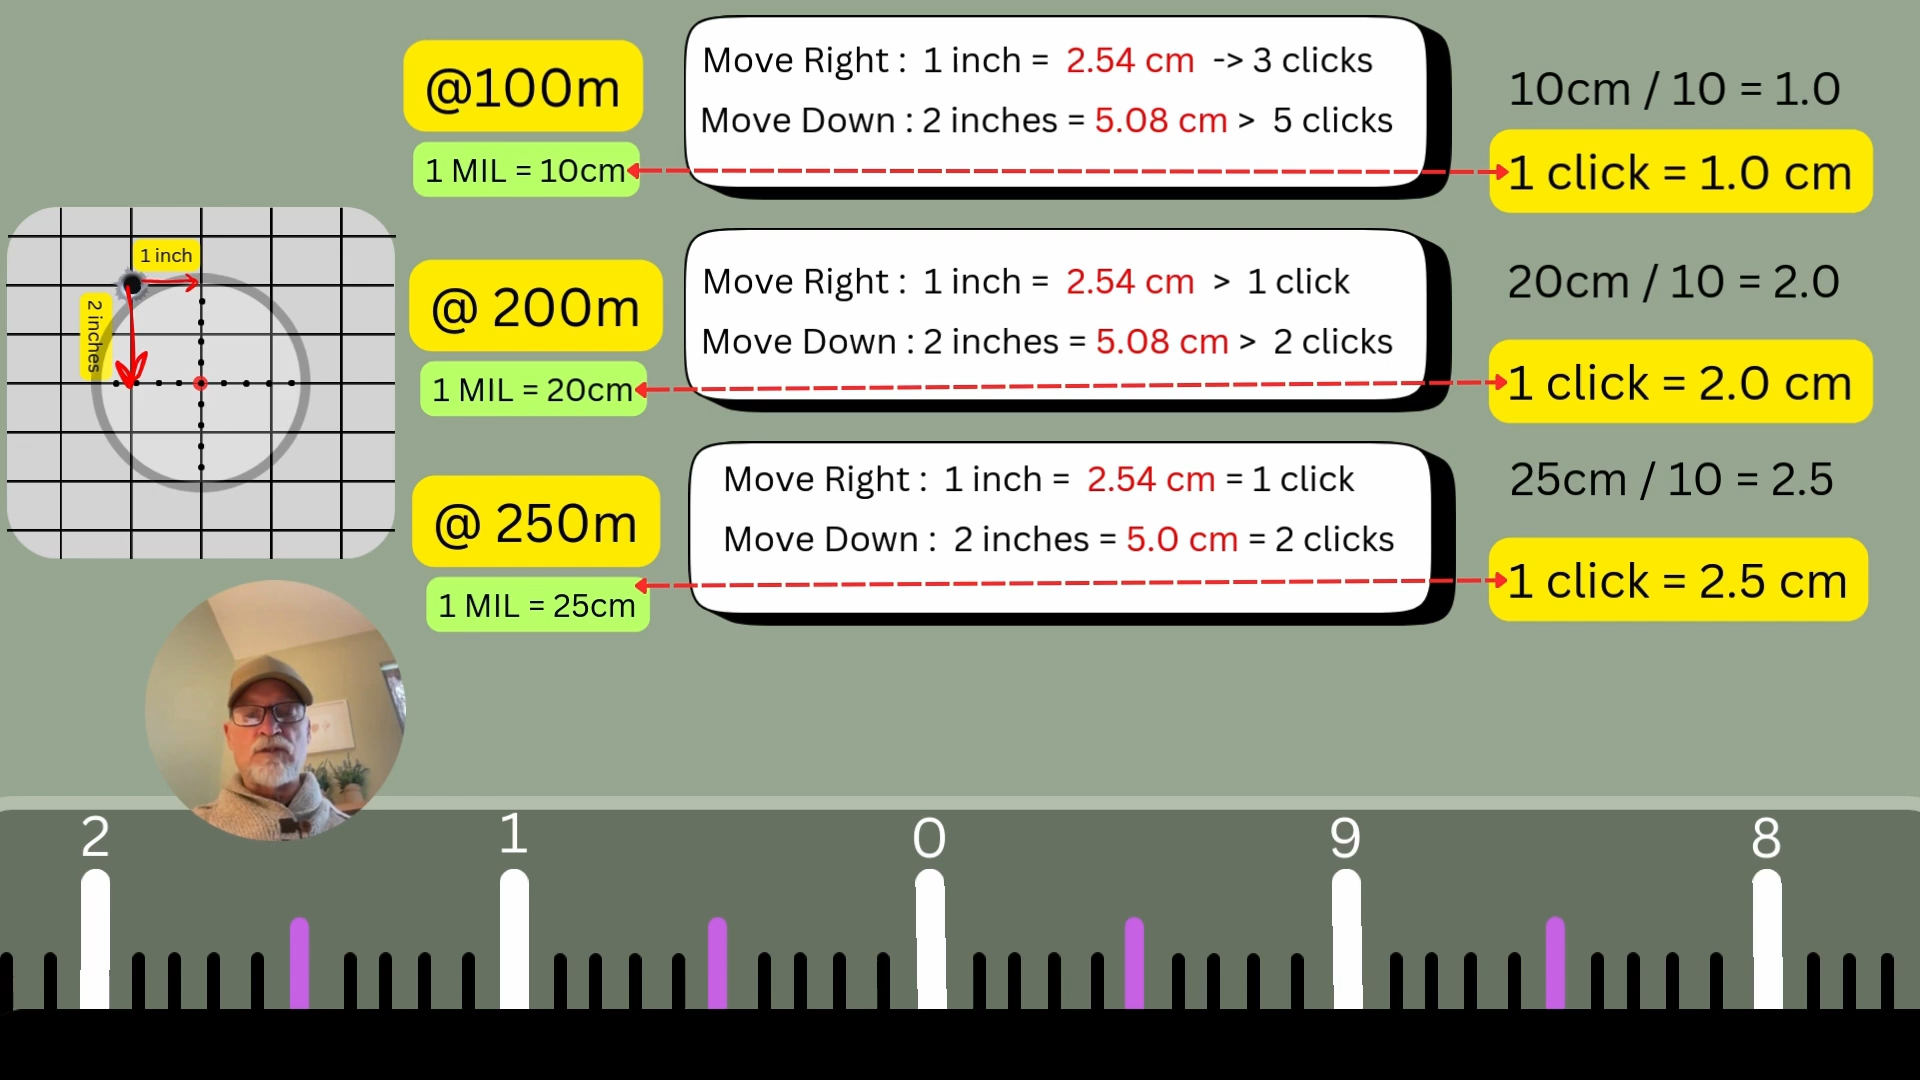 @100m
1 MIL = 10cm
Move Right : 1 inch = 2.54 cm -> 3 clicks
Move Down : 2 inches = 5.08 cm > 5 clicks
10cm / 10 = 1.0
1 click = 1.0 cm
1 inch
2 inches
@ 200m
1 MIL = 20cm
Move Right : 1 inch = 2.54 cm > 1 click
Move Down : 2 inches = 5.08 cm > 2 clicks
20cm / 10 = 2.0
1 click = 2.0 cm
@ 250m
1 MIL = 25cm
Move Right : 1 inch = 2.54 cm = 1 click
Move Down : 2 inches = 5.0 cm = 2 clicks
25cm / 10 = 2.5
1 click = 2.5 cm
2 1 0 9 8